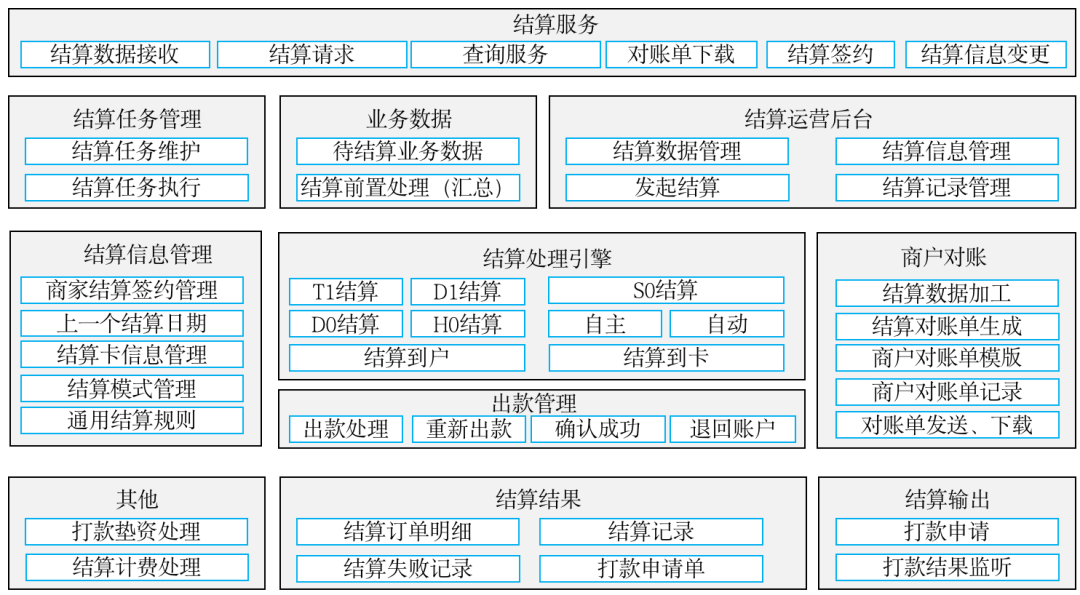 结算服务
结算数据接收 结算请求 查询服务 对账单下载 结算签约 结算信息变更
结算任务管理
结算任务维护
结算任务执行
业务数据
待结算业务数据
结算前置处理（汇总）
结算运营后台
结算数据管理 结算信息管理
发起结算 结算记录管理
结算信息管理
商家结算签约管理
上一个结算日期
结算卡信息管理
结算模式管理
通用结算规则
结算处理引擎
T1结算 D1结算 S0结算
D0结算 H0结算 自主 自动
结算到户 结算到卡
出款管理
出款处理 重新出款 确认成功 退回账户
商户对账
结算数据加工
结算对账单生成
商户对账单模版
商户对账单记录
对账单发送、下载
其他
打款垫资处理
结算计费处理
结算结果
结算订单明细 结算记录
结算失败记录 打款申请单
结算输出
打款申请
打款结果监听